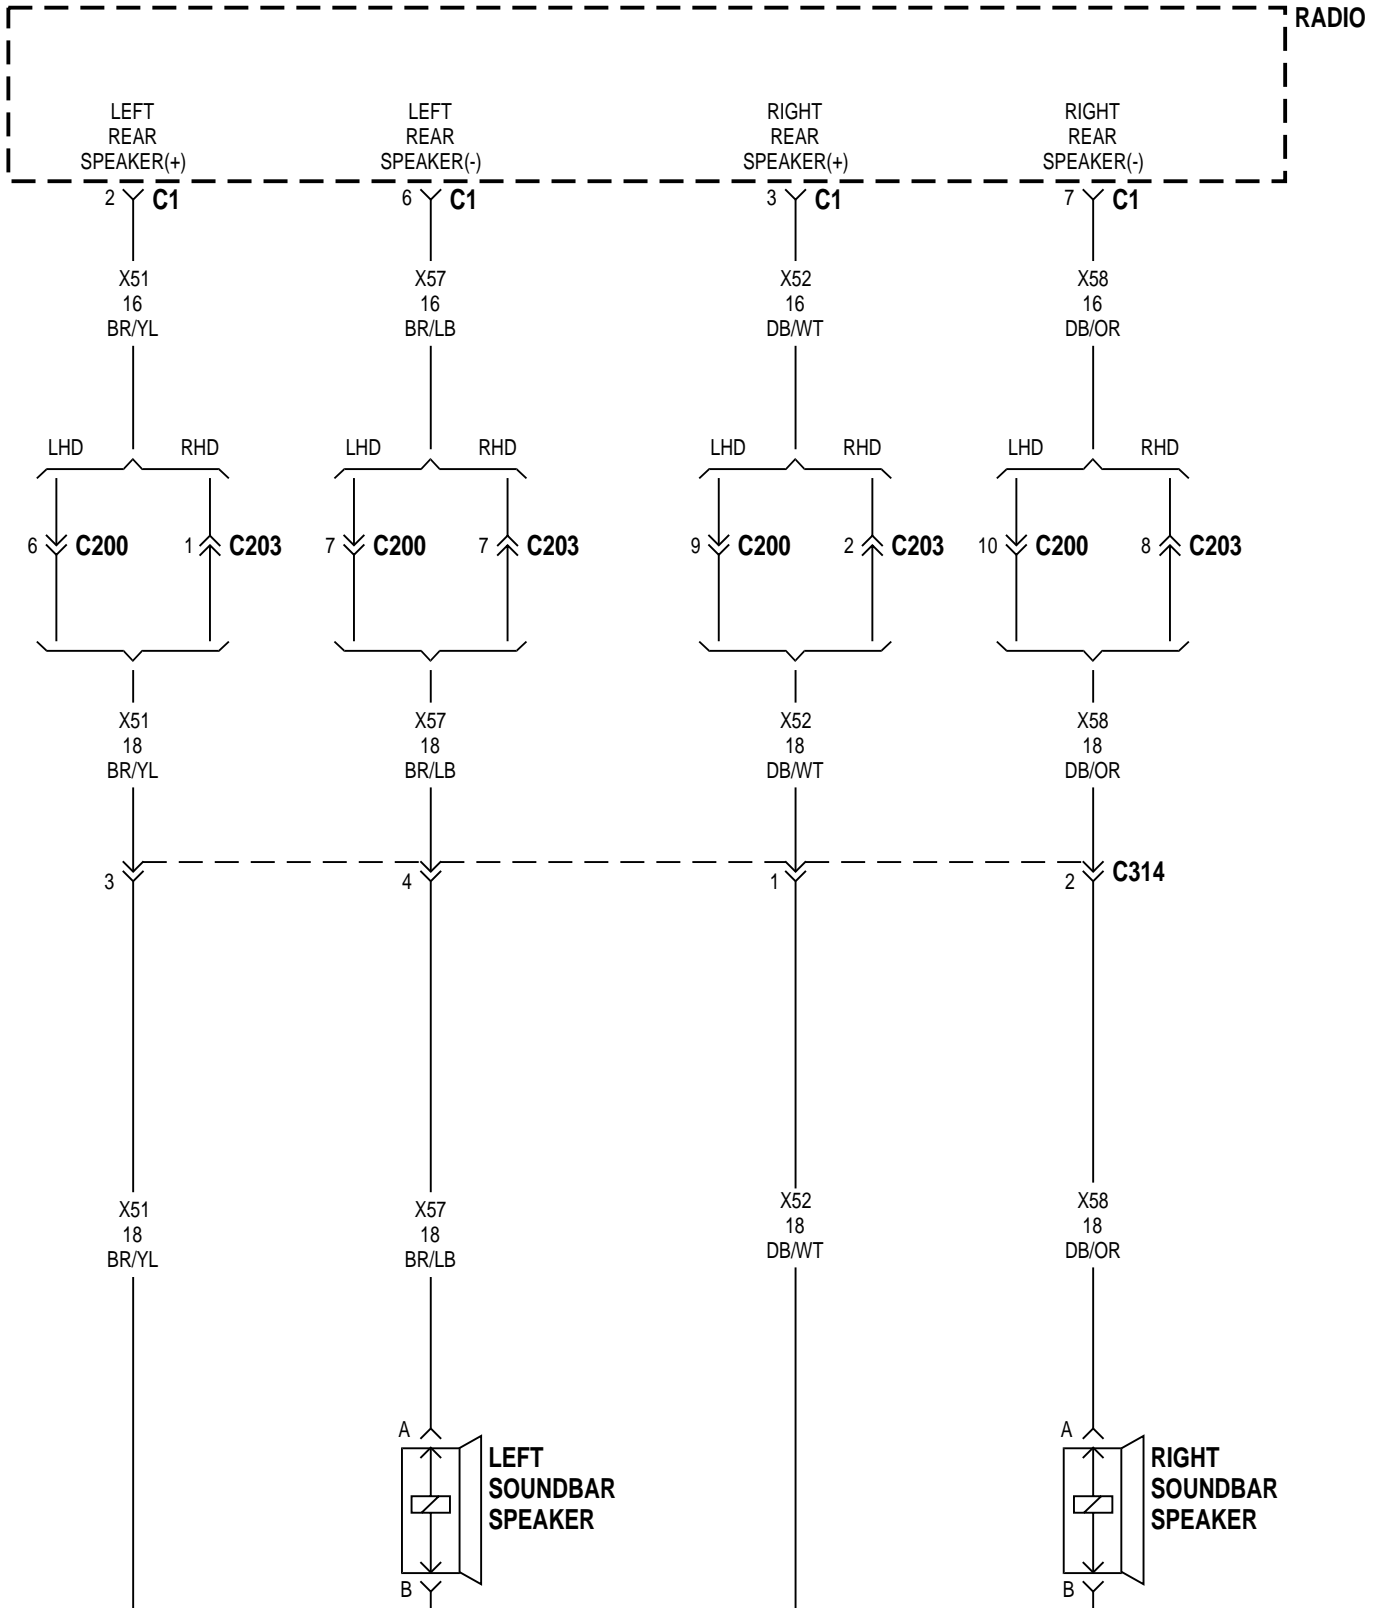 RADIO
LEFT LEFT RIGHT RIGHT
REAR REAR REAR REAR
SPEAKER(+) SPEAKER(-) SPEAKER(+) SPEAKER(-)
2 C1 6 C1 3 C1 7 C1
X51 X57 X52 X58
16 16 16 16
BR/YL BR/LB DB/WT DB/OR
LHD RHD LHD RHD LHD RHD LHD RHD
6 C200 1 C203 7 C200 7 C203 9 C200 2 C203 10 C200 8 C203
X51 X57 X52 X58
18 18 18 18
BR/YL BR/LB DB/WT DB/OR
3 4 1 2 C314
X51 X57 X52 X58
18 18 18 18
BR/YL BR/LB DB/WT DB/OR
A A
LEFT RIGHT
SOUNDBAR SOUNDBAR
SPEAKER SPEAKER
B B